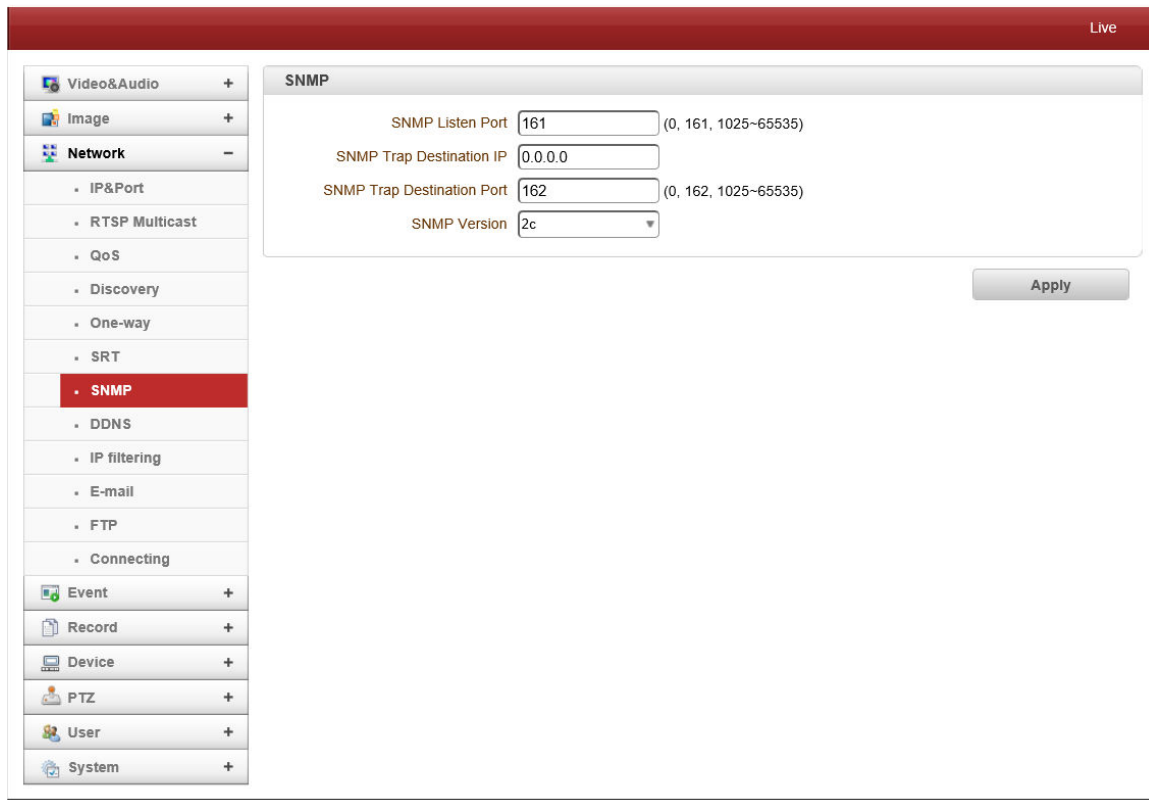 Live
Video&Audio +
Image +
Network −
IP&Port
RTSP Multicast
QoS
Discovery
One-way
SRT
SNMP
DDNS
IP filtering
E-mail
FTP
Connecting
Event +
Record +
Device +
PTZ +
User +
System +
SNMP
SNMP Listen Port 161 (0, 161, 1025~65535)
SNMP Trap Destination IP 0.0.0.0
SNMP Trap Destination Port 162 (0, 162, 1025~65535)
SNMP Version 2c
Apply